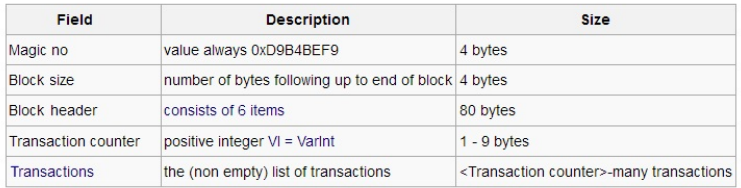 Field Description Size
Magic no value always 0xD9B4BEF9 4 bytes
Block size number of bytes following up to end of block 4 bytes
Block header consists of 6 items 80 bytes
Transaction counter positive integer VI = VarInt 1 - 9 bytes
Transactions the (non empty) list of transactions <Transaction counter>-many transactions